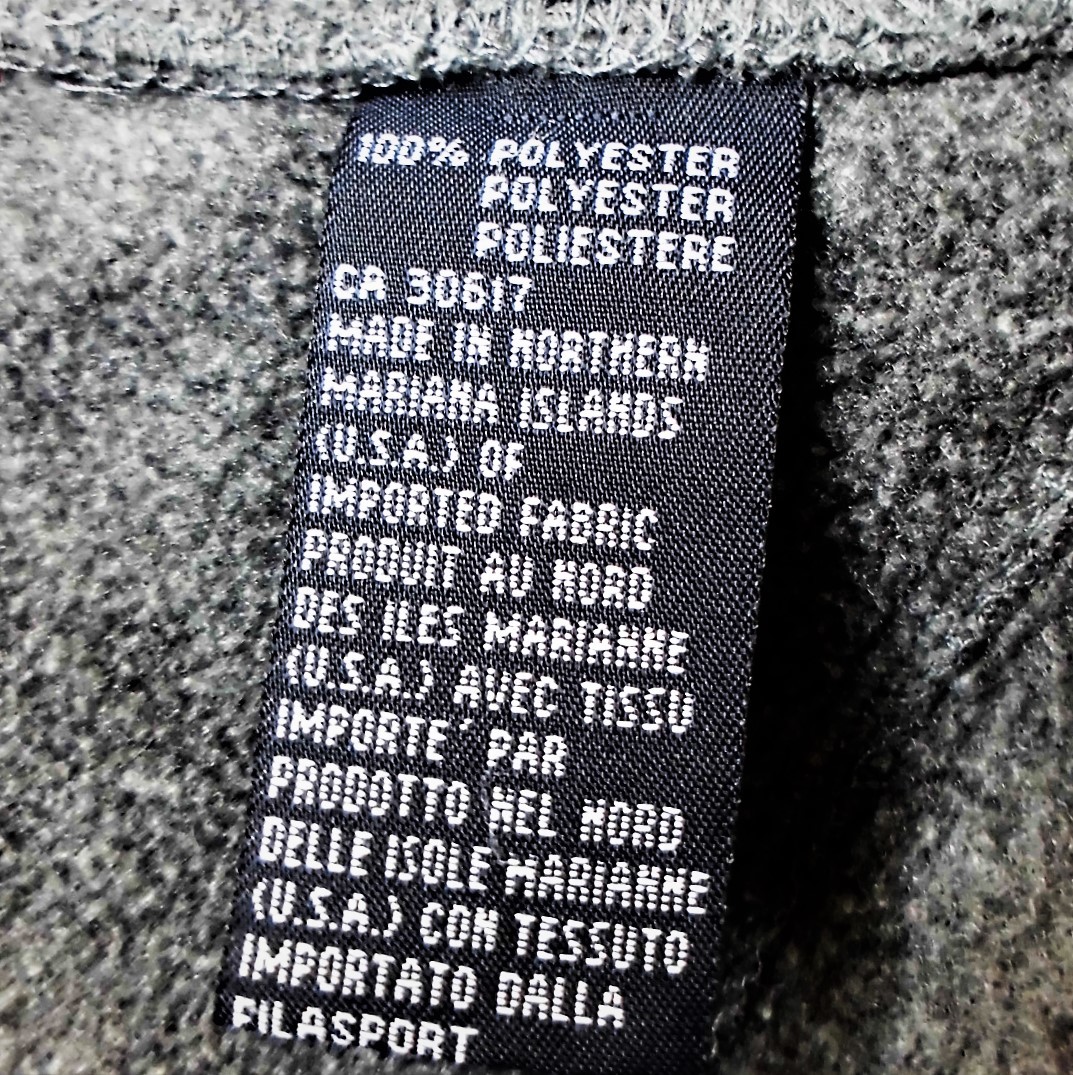 100% POLYESTER
POLYESTER
POLIESTERE
CA 30617
MADE IN NORTHERN
MARIANA ISLANDS
(U.S.A.) OF
IMPORTED FABRIC
PRODUIT AU NORD
DES ILES MARIANNE
(U.S.A.) AVEC TISSU
IMPORTE' PAR
PRODOTTO NEL NORD
DELLE ISOLE MARIANNE
(U.S.A.) CON TESSUTO
IMPORTATO DALLA
FILASPORT